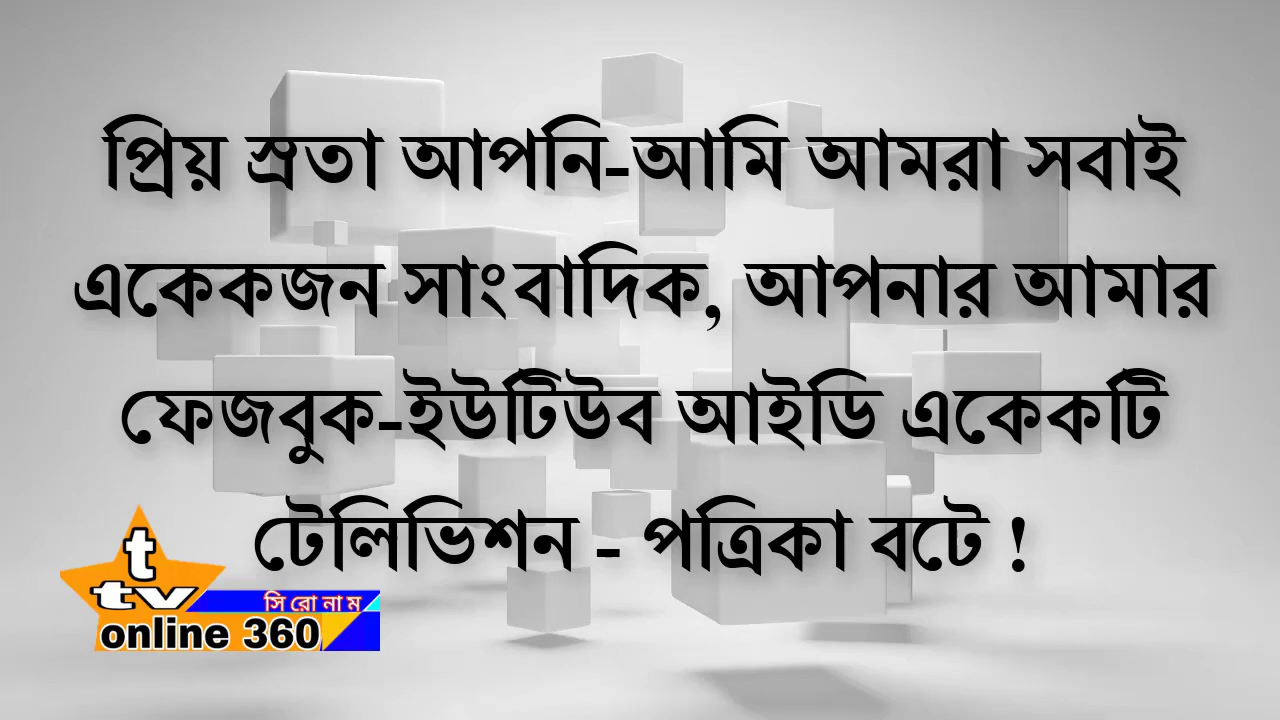 প্রিয় স্রতা আপনি-আমি আমরা সবাই
একেকজন সাংবাদিক, আপনার আমার
ফেজবুক-ইউটিউব আইডি একেকটি
টেলিভিশন - পত্রিকা বটে !
t
tv
সিরোনাম
online 360